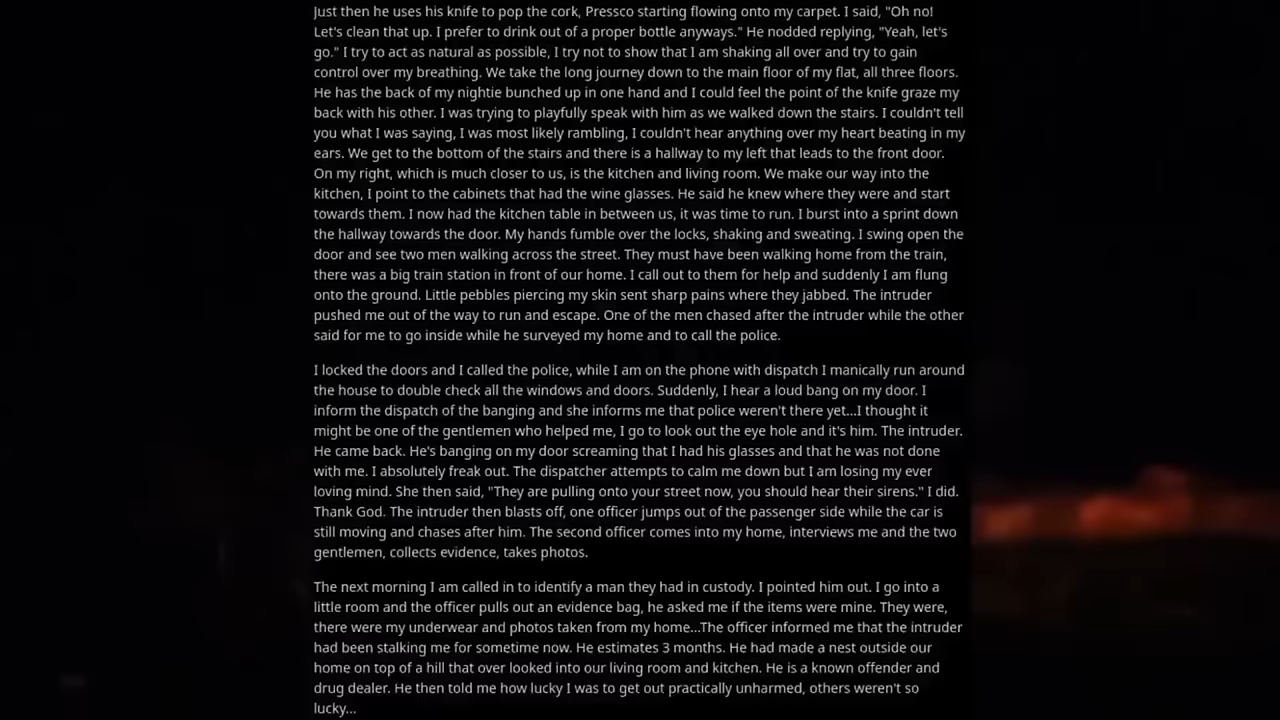 Just then he uses his knife to pop the cork, Pressco starting flowing onto my carpet. I said, "Oh no!
Let's clean that up. I prefer to drink out of a proper bottle anyways." He nodded replying, "Yeah, let's
go." I try to act as natural as possible, I try not to show that I am shaking all over and try to gain
control over my breathing. We take the long journey down to the main floor of my flat, all three floors.
He has the back of my nightie bunched up in one hand and I could feel the point of the knife graze my
back with his other. I was trying to playfully speak with him as we walked down the stairs. I couldn't tell
you what I was saying, I was most likely rambling, I couldn't hear anything over my heart beating in my
ears. We get to the bottom of the stairs and there is a hallway to my left that leads to the front door.
On my right, which is much closer to us, is the kitchen and living room. We make our way into the
kitchen, I point to the cabinets that had the wine glasses. He said he knew where they were and start
towards them. I now had the kitchen table in between us, it was time to run. I burst into a sprint down
the hallway towards the door. My hands fumble over the locks, shaking and sweating. I swing open the
door and see two men walking across the street. They must have been walking home from the train,
there was a big train station in front of our home. I call out to them for help and suddenly I am flung
onto the ground. Little pebbles piercing my skin sent sharp pains where they jabbed. The intruder
pushed me out of the way to run and escape. One of the men chased after the intruder while the other
said for me to go inside while he surveyed my home and to call the police.
I locked the doors and I called the police, while I am on the phone with dispatch I manically run around
the house to double check all the windows and doors. Suddenly, I hear a loud bang on my door. I
inform the dispatch of the banging and she informs me that police weren't there yet...I thought it
might be one of the gentlemen who helped me, I go to look out the eye hole and it's him. The intruder.
He came back. He's banging on my door screaming that I had his glasses and that he was not done
with me. I absolutely freak out. The dispatcher attempts to calm me down but I am losing my ever
loving mind. She then said, "They are pulling onto your street now, you should hear their sirens." I did.
Thank God. The intruder then blasts off, one officer jumps out of the passenger side while the car is
still moving and chases after him. The second officer comes into my home, interviews me and the two
gentlemen, collects evidence, takes photos.
The next morning I am called in to identify a man they had in custody. I pointed him out. I go into a
little room and the officer pulls out an evidence bag, he asked me if the items were mine. They were,
there were my underwear and photos taken from my home...The officer informed me that the intruder
had been stalking me for sometime now. He estimates 3 months. He had made a nest outside our
home on top of a hill that over looked into our living room and kitchen. He is a known offender and
drug dealer. He then told me how lucky I was to get out practically unharmed, others weren't so
lucky...